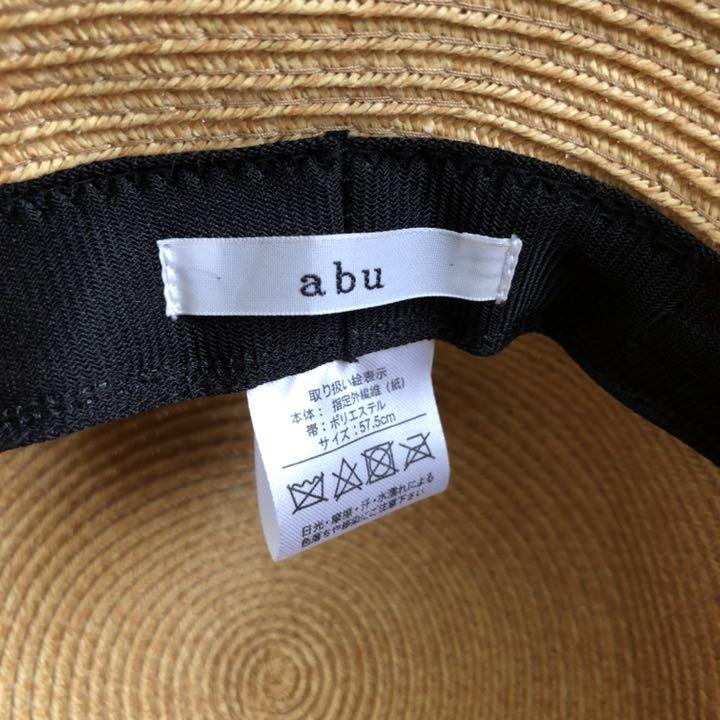 abu
取り扱い絵表示
本体: 指定外繊維(紙)
帯:ポリエステル
サイズ:57.5cm
日光・摩擦・汗・水濡れによる